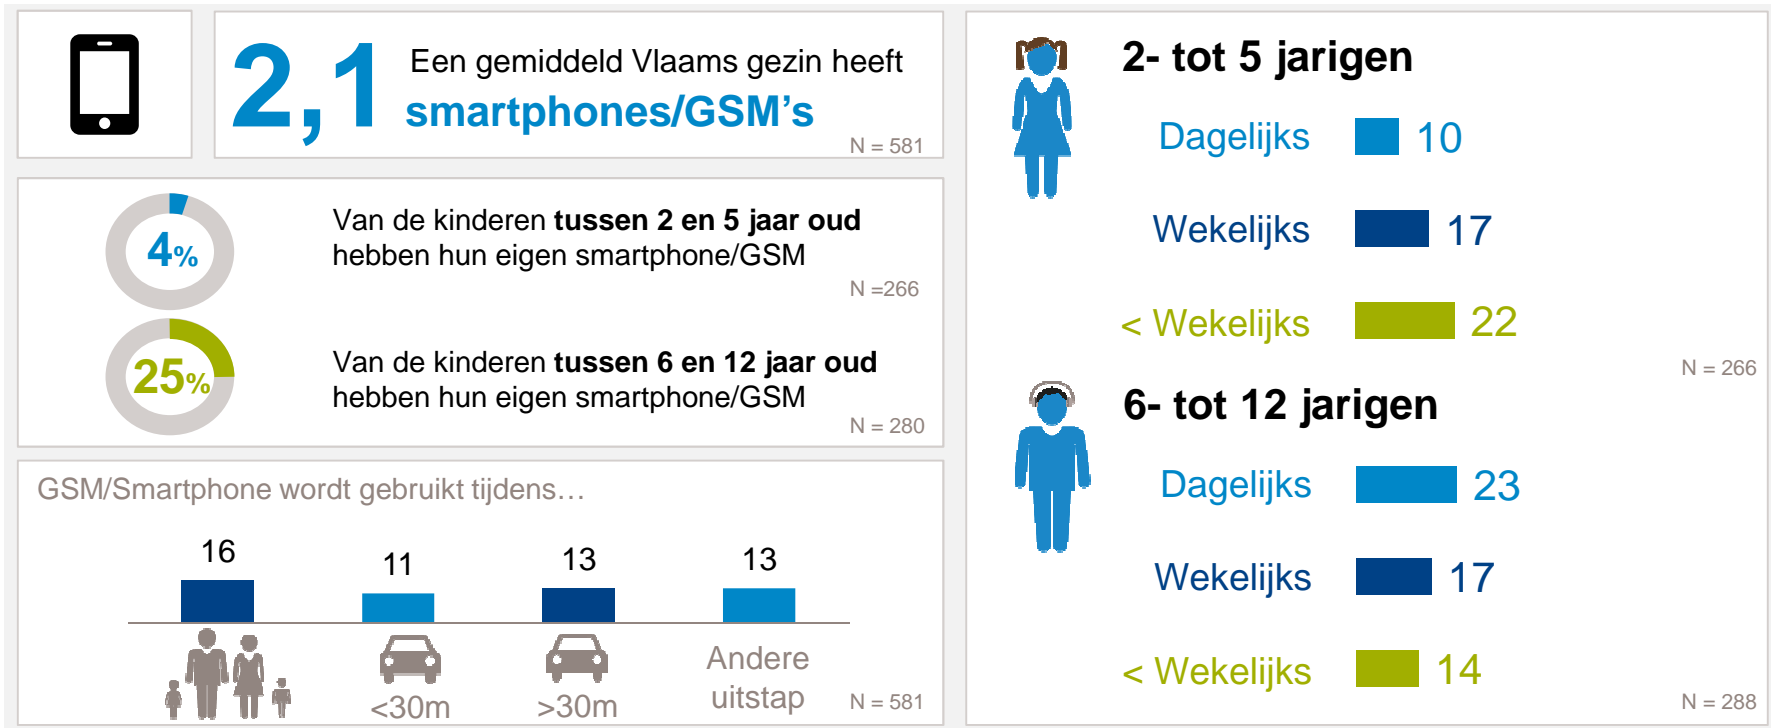 2,1
Een gemiddeld Vlaams gezin heeft
smartphones/GSM's
N = 581
4%
Van de kinderen tussen 2 en 5 jaar oud
hebben hun eigen smartphone/GSM
N =266
25%
Van de kinderen tussen 6 en 12 jaar oud
hebben hun eigen smartphone/GSM
N = 280
GSM/Smartphone wordt gebruikt tijdens…
16 11 13 13
<30m >30m Andere
uitstap
N = 581
2- tot 5 jarigen
Dagelijks 10
Wekelijks 17
< Wekelijks 22
N = 266
6- tot 12 jarigen
Dagelijks 23
Wekelijks 17
< Wekelijks 14
N = 288